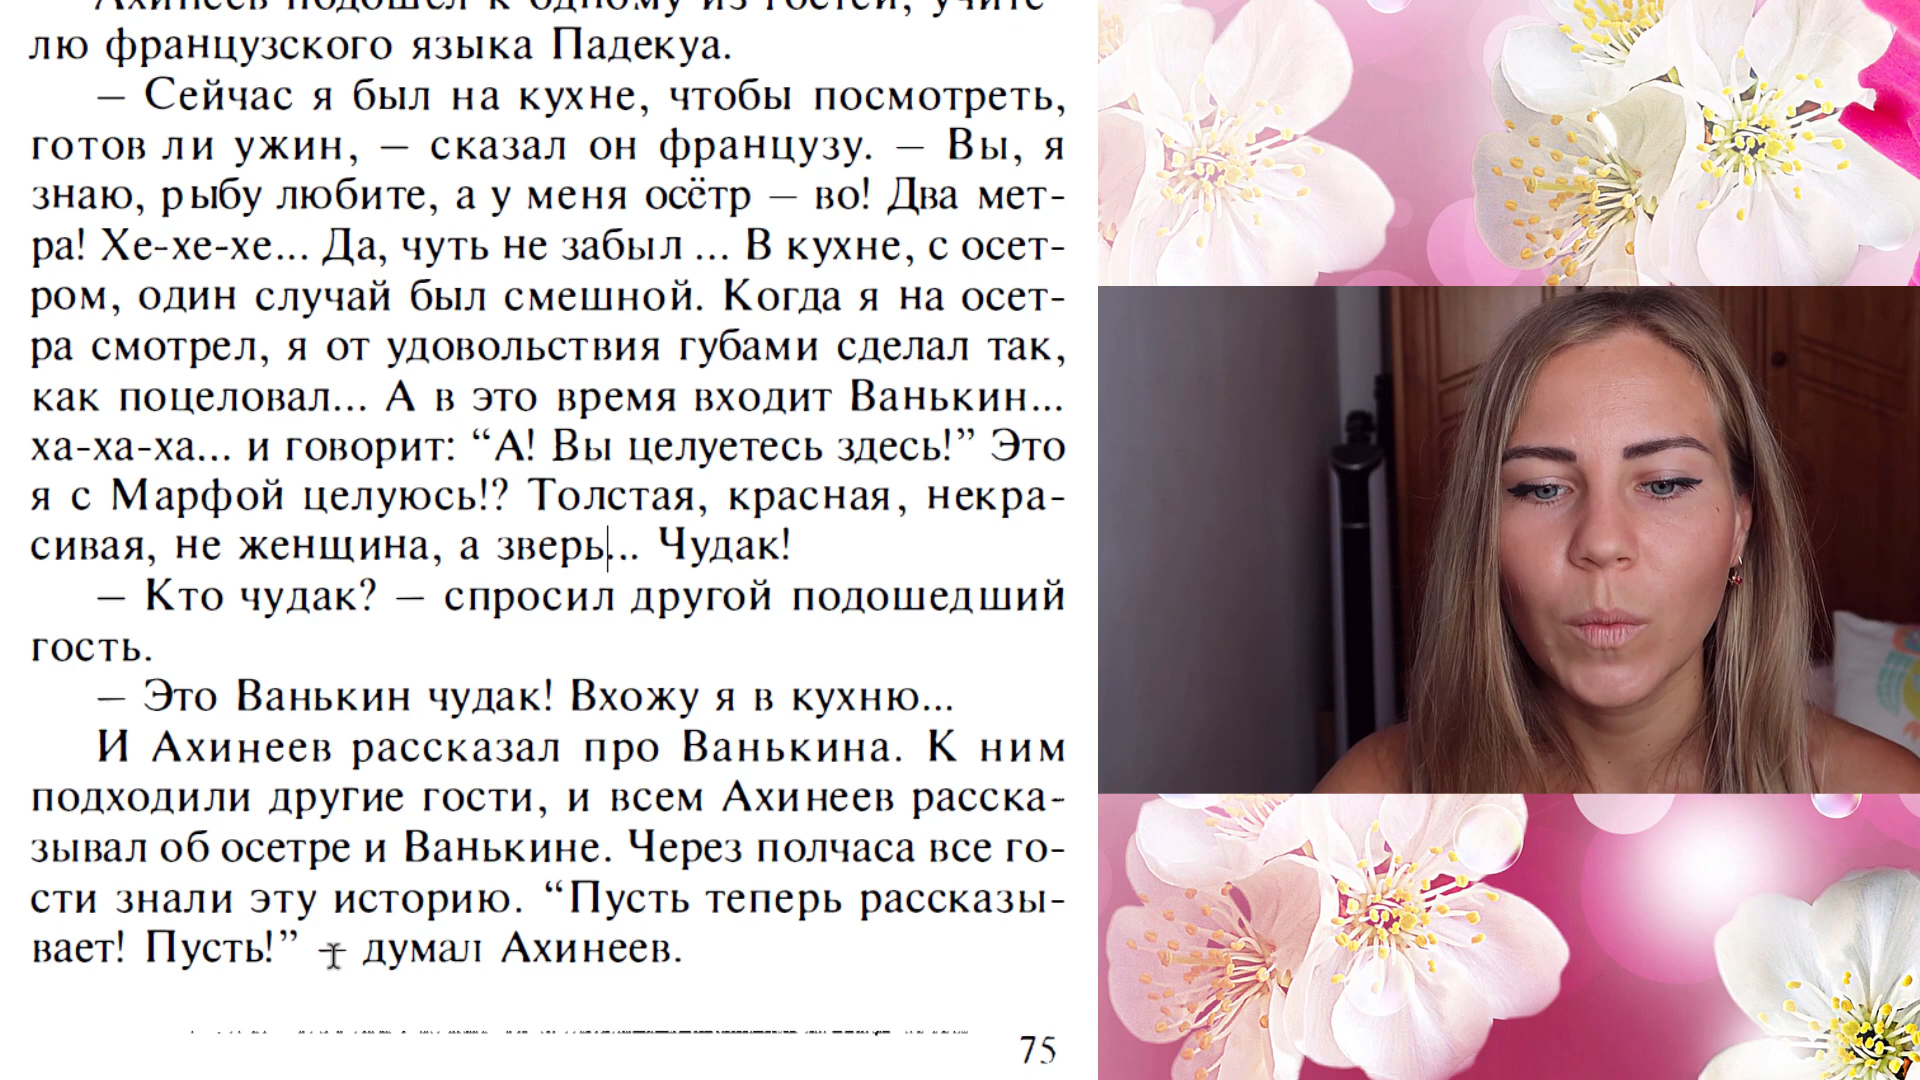 Ахинеев подошёл к одному из гостей, учите-
лю французского языка Падекуа.
— Сейчас я был на кухне, чтобы посмотреть,
готов ли ужин, — сказал он французу. — Вы, я
знаю, рыбу любите, а у меня осётр — во! Два мет-
ра! Хе-хе-хе... Да, чуть не забыл ... В кухне, с осет-
ром, один случай был смешной. Когда я на осет-
ра смотрел, я от удовольствия губами сделал так,
как поцеловал... А в это время входит Ванькин...
ха-ха-ха... и говорит: “А! Вы целуетесь здесь!” Это
я с Марфой целуюсь!? Толстая, красная, некра-
сивая, не женщина, а зверь... Чудак!
— Кто чудак? — спросил другой подошедший
гость.
— Это Ванькин чудак! Вхожу я в кухню...
И Ахинеев рассказал про Ванькина. К ним
подходили другие гости, и всем Ахинеев расска-
зывал об осетре и Ванькине. Через полчаса все го-
сти знали эту историю. “Пусть теперь рассказы-
вает! Пусть!” — думал Ахинеев.
75